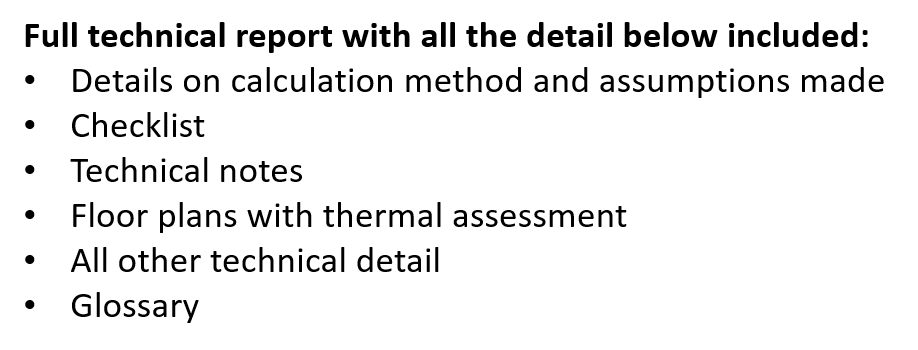 Full technical report with all the detail below included:
• Details on calculation method and assumptions made
• Checklist
• Technical notes
• Floor plans with thermal assessment
• All other technical detail
• Glossary